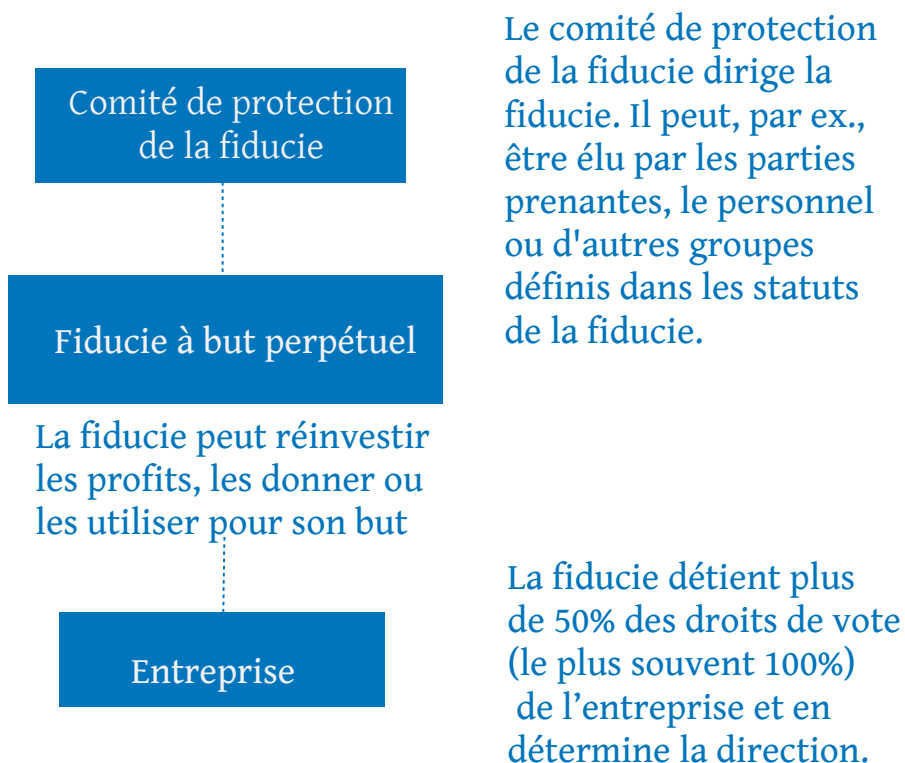 Comité de protection
de la fiducie
Le comité de protection
de la fiducie dirige la
fiducie. Il peut, par ex.,
être élu par les parties
prenantes, le personnel
ou d'autres groupes
définis dans les statuts
de la fiducie.
Fiducie à but perpétuel
La fiducie peut réinvestir
les profits, les donner ou
les utiliser pour son but
Entreprise
La fiducie détient plus
de 50% des droits de vote
(le plus souvent 100%)
de l’entreprise et en
détermine la direction.